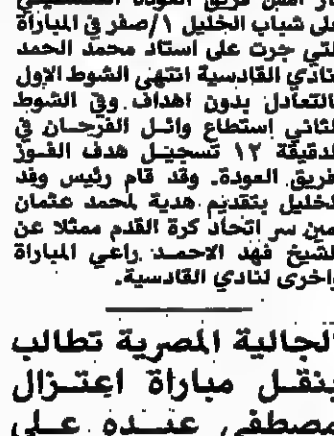 على شباب الخليل ١/صفر في المباراة
التي جرت على استاد محمد الحمد
بنادي القادسية انتهى الشوط الاول
بالتعادل بدون اهداف وفي الشوط
الثاني إستطاع وائل الفرحان في
الدقيقة ١٢ تسجيل هدف الفوز
لفريق العودة. وقد قام رئيس وفد
الخليل بتقديم هدية لمحمد عثمان
امين سر اتحاد كرة القدم ممثلا عن
الشيخ فهد الاحمد راعي المباراة
واخرى لنادي القادسية.
الجالية المصرية تطالب
بنقل مباراة اعتزال
مصطفى عبده على